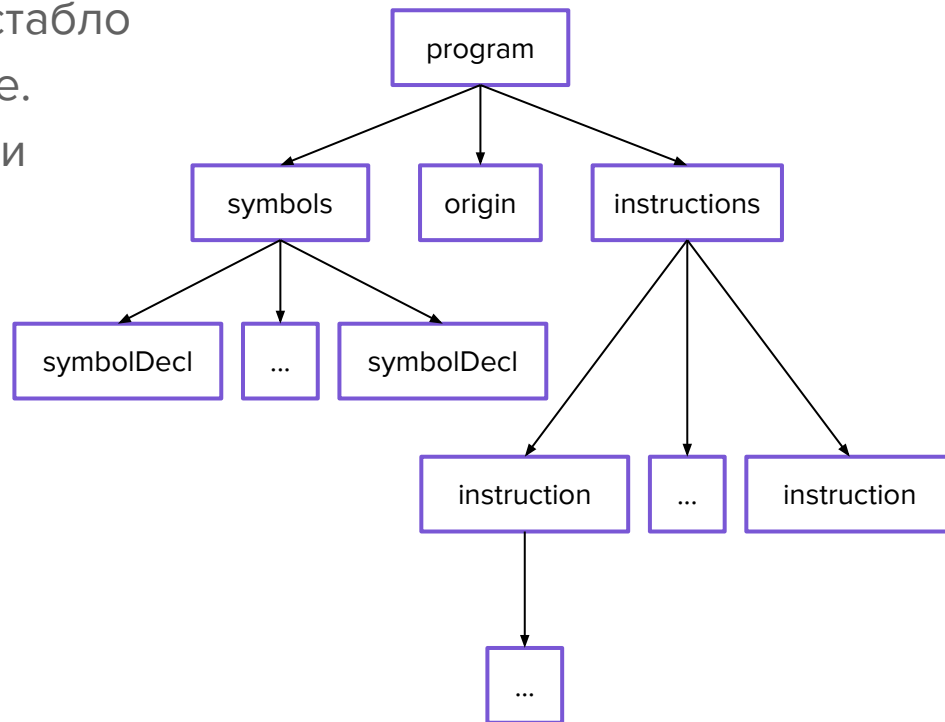 стабло
е.
и
program
symbols origin instructions
symbolDecl ... symbolDecl
instruction ... instruction
...